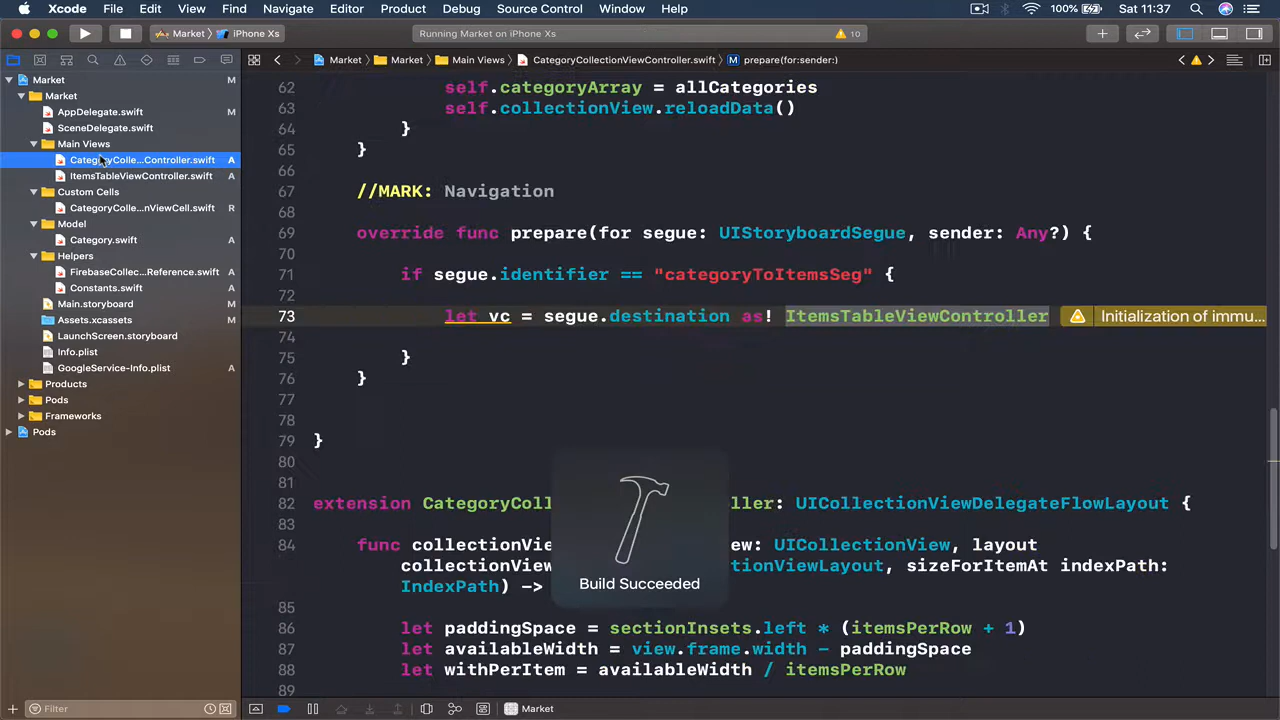 Xcode File Edit View Find Navigate Editor Product Debug Source Control Window Help 100% Sat 11:37
Market iPhone Xs Running Market on iPhone Xs 10
Market Market Main Views CategoryCollectionViewController.swift prepare(for:sender:)
Market M
Market
AppDelegate.swift M
SceneDelegate.swift
Main Views
CategoryColle...Controller.swift A
ItemsTableViewController.swift A
Custom Cells
CategoryColle...nViewCell.swift R
Model
Category.swift A
Helpers
FirebaseCollec...Reference.swift A
Constants.swift A
Main.storyboard M
Assets.xcassets M
LaunchScreen.storyboard
Info.plist
GoogleService-Info.plist A
Products
Pods
Frameworks
Pods
62 self.categoryArray = allCategories
63 self.collectionView.reloadData()
64 }
65 }
66
67 //MARK: Navigation
68
69 override func prepare(for segue: UIStoryboardSegue, sender: Any?) {
70
71 if segue.identifier == "categoryToItemsSeg" {
72
73 let vc = segue.destination as! ItemsTableViewController Initialization of immu...
74
75 }
76 }
77
78
79 }
80
81
82 extension CategoryColl ller: UICollectionViewDelegateFlowLayout {
83
84 func collectionView ew: UICollectionView, layout
collectionViewL ctionViewLayout, sizeForItemAt indexPath:
IndexPath) ->
85
86 let paddingSpace = sectionInsets.left * (itemsPerRow + 1)
87 let availableWidth = view.frame.width - paddingSpace
88 let withPerItem = availableWidth / itemsPerRow
89
Build Succeeded
Filter
Market